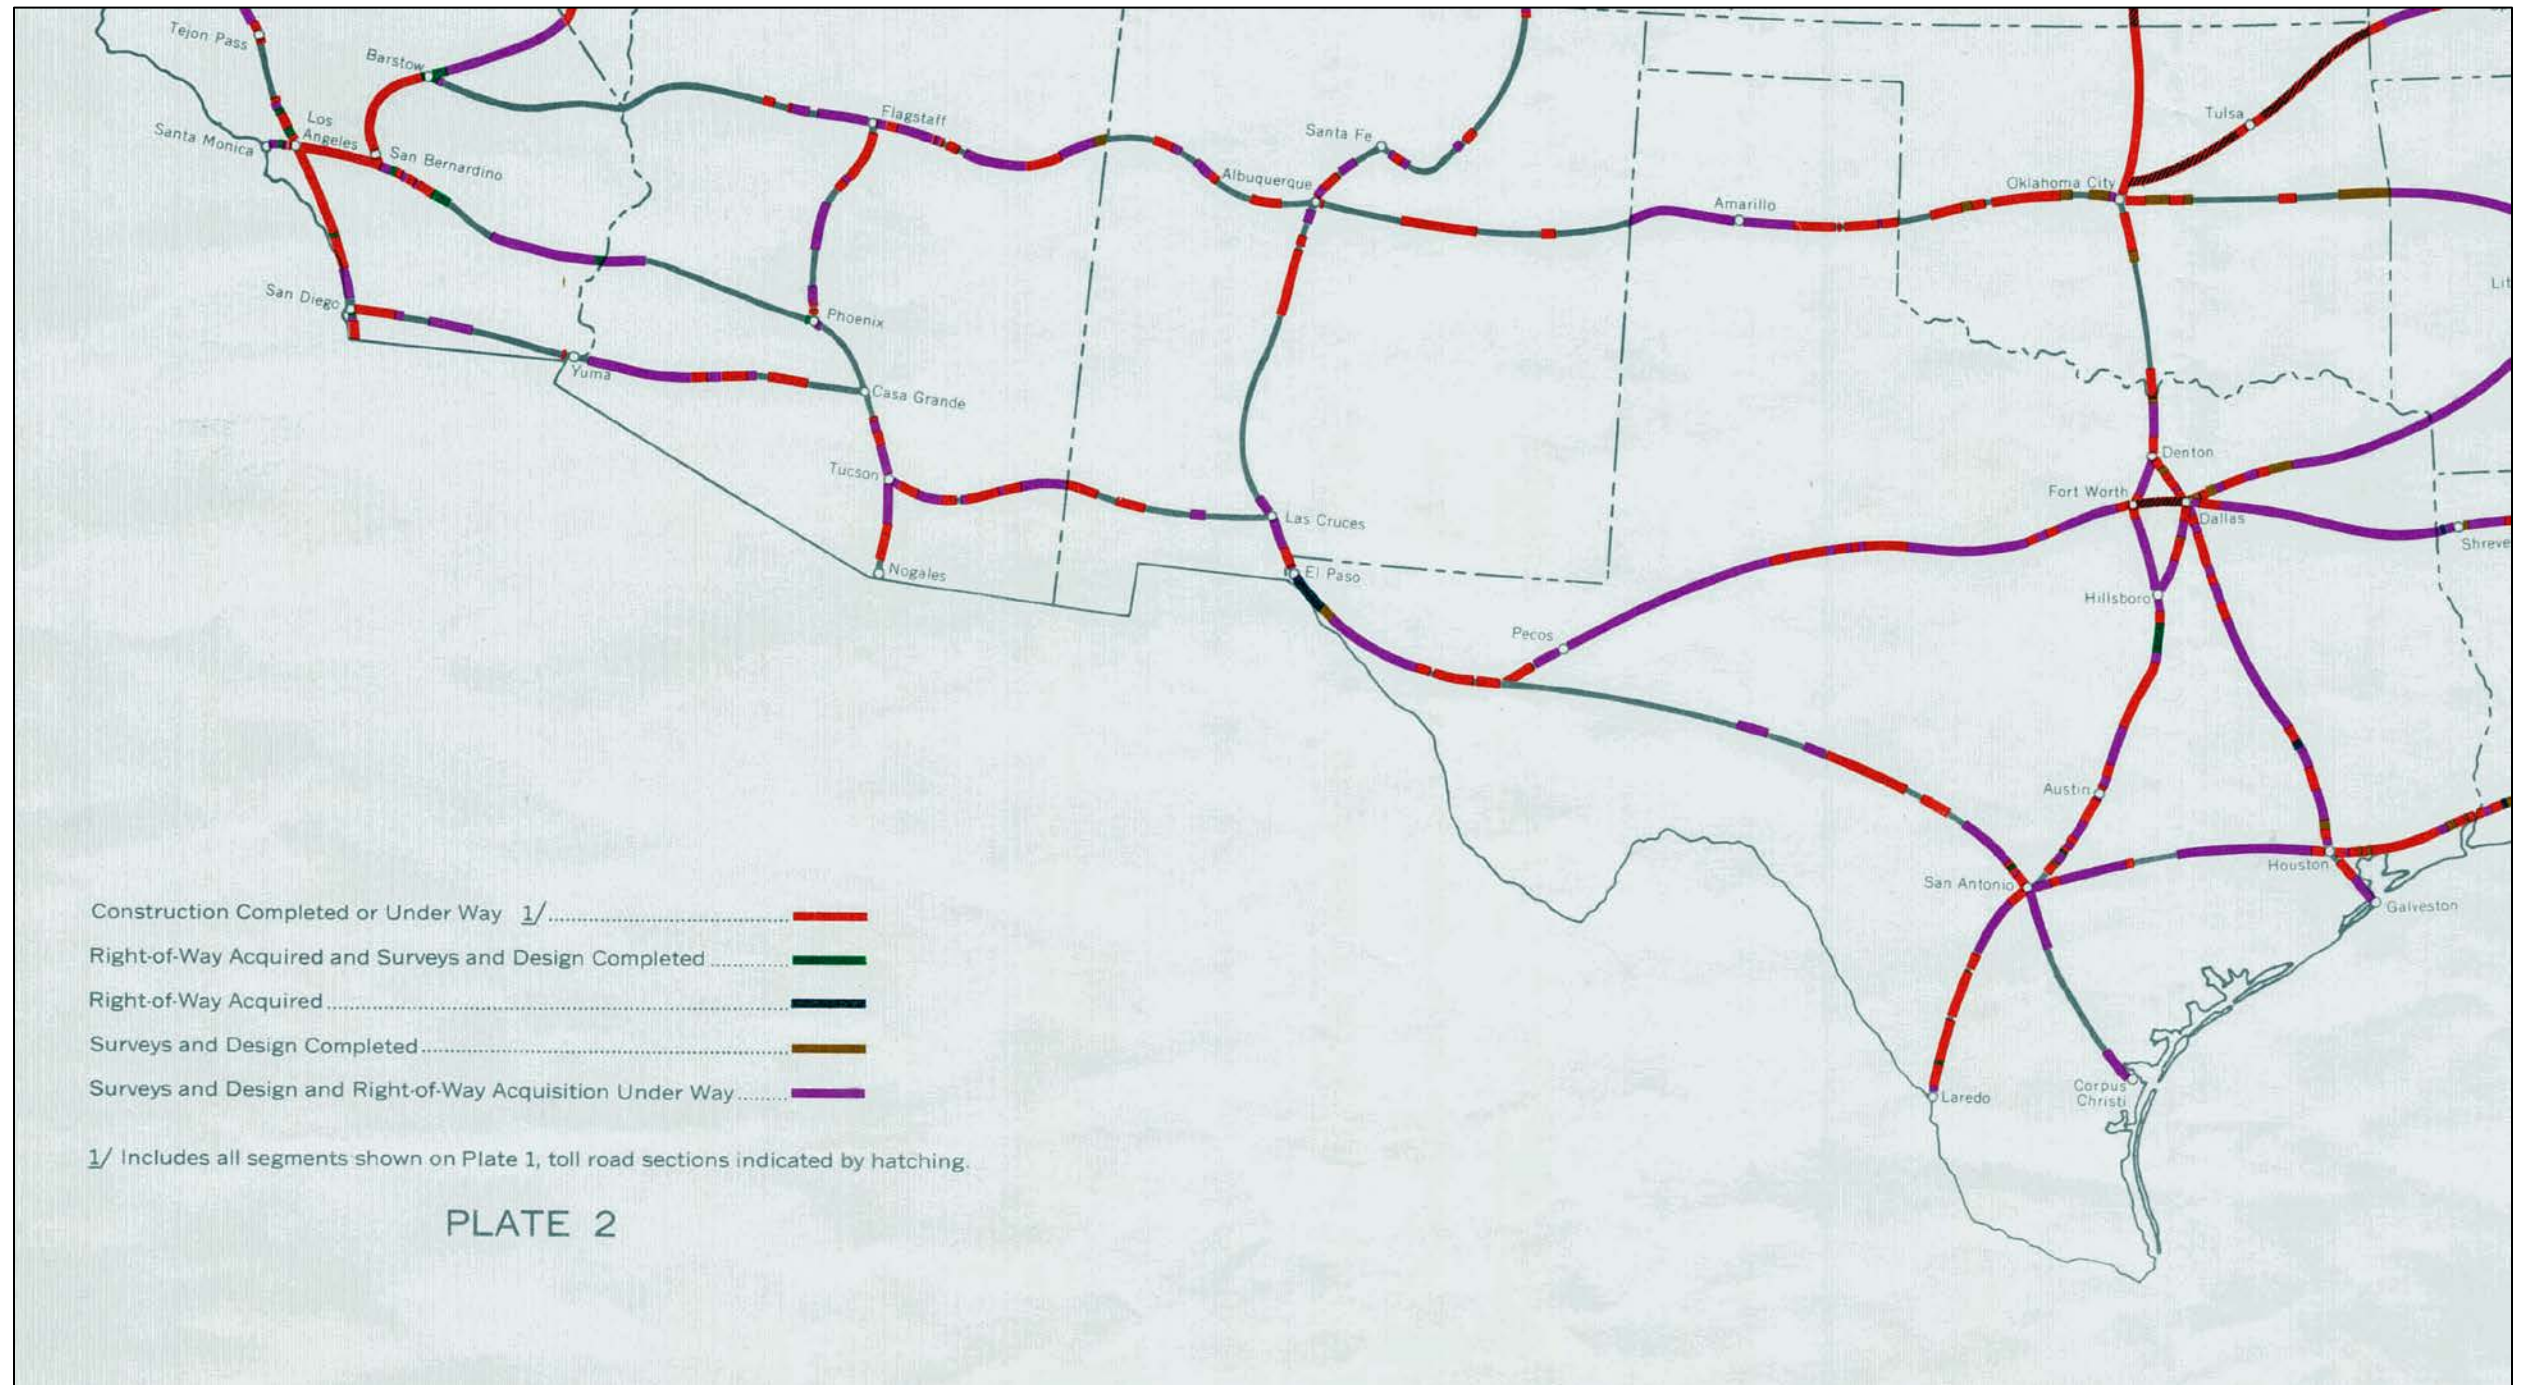 Tejon Pass
Barstow
Los
Angeles
Santa Monica
San Bernardino
San Diego
Flagstaff
Phoenix
Yuma
Casa Grande
Tucson
Nogales
Santa Fe
Albuquerque
Las Cruces
El Paso
Amarillo
Tulsa
Oklahoma City
Lit
Denton
Fort Worth
Dallas
Shreve
Hillsboro
Pecos
Austin
San Antonio
Houston
Galveston
Laredo
Corpus
Christi
Construction Completed or Under Way 1/
Right-of-Way Acquired and Surveys and Design Completed
Right-of-Way Acquired
Surveys and Design Completed
Surveys and Design and Right-of-Way Acquisition Under Way
1/ Includes all segments shown on Plate 1, toll road sections indicated by hatching.
PLATE 2